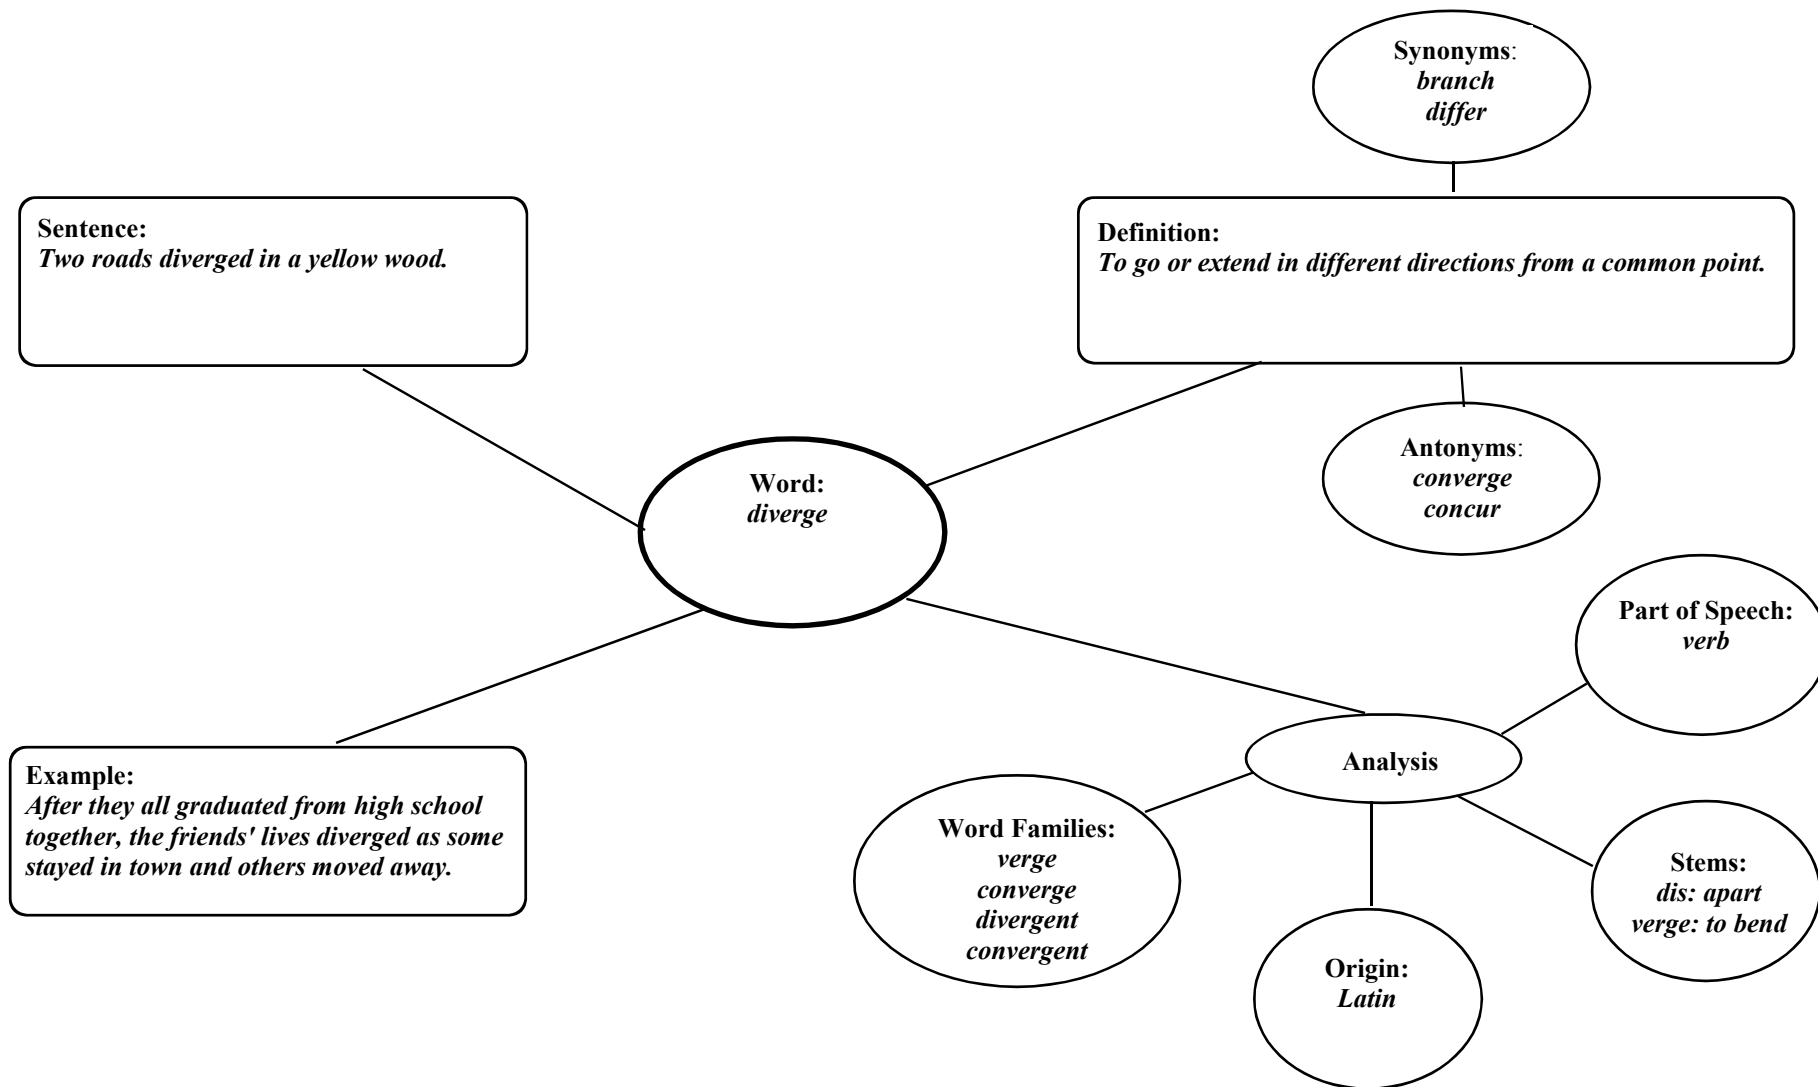 Synonyms:
branch
differ
Sentence:
Two roads diverged in a yellow wood.
Definition:
To go or extend in different directions from a common point.
Word:
diverge
Antonyms:
converge
concur
Part of Speech:
verb
Example:
After they all graduated from high school
together, the friends' lives diverged as some
stayed in town and others moved away.
Analysis
Word Families:
verge
converge
divergent
convergent
Stems:
dis: apart
verge: to bend
Origin:
Latin